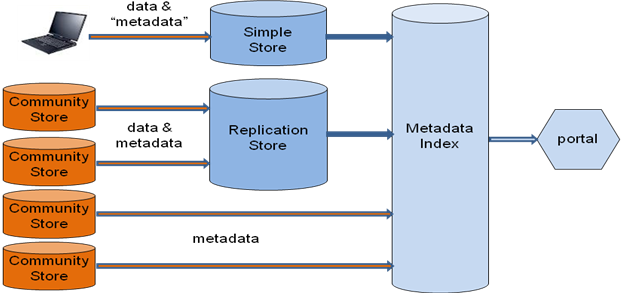 data &
“metadata”
Simple
Store
Community
Store
data &
metadata
Community
Store
Replication
Store
Metadata
Index
portal
Community
Store
metadata
Community
Store